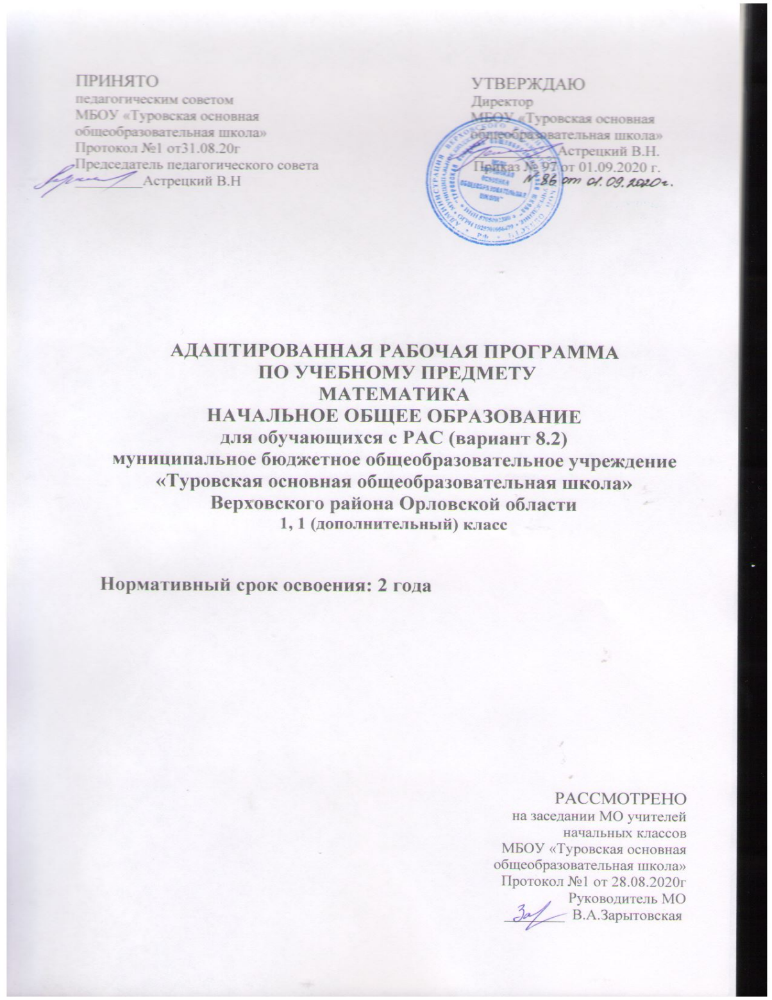 ПРИНЯТО
педагогическим советом
МБОУ «Туровская основная
общеобразовательная школа»
Протокол №1 от31.08.20г
Председатель педагогического совета
__________Астрецкий В.Н
УТВЕРЖДАЮ
Директор
МБОУ «Туровская основная
общеобразовательная школа»
Астрецкий В.Н.
Приказ № 97 от 01.09.2020 г.
№ 86 от 01.09.2020г.
АДАПТИРОВАННАЯ РАБОЧАЯ ПРОГРАММА
ПО УЧЕБНОМУ ПРЕДМЕТУ
МАТЕМАТИКА
НАЧАЛЬНОЕ ОБЩЕЕ ОБРАЗОВАНИЕ
для обучающихся с РАС (вариант 8.2)
муниципальное бюджетное общеобразовательное учреждение
«Туровская основная общеобразовательная школа»
Верховского района Орловской области
1, 1 (дополнительный) класс
Нормативный срок освоения: 2 года
РАССМОТРЕНО
на заседании МО учителей
начальных классов
МБОУ «Туровская основная
общеобразовательная школа»
Протокол №1 от 28.08.2020г
Руководитель МО
________ В.А.Зарытовская